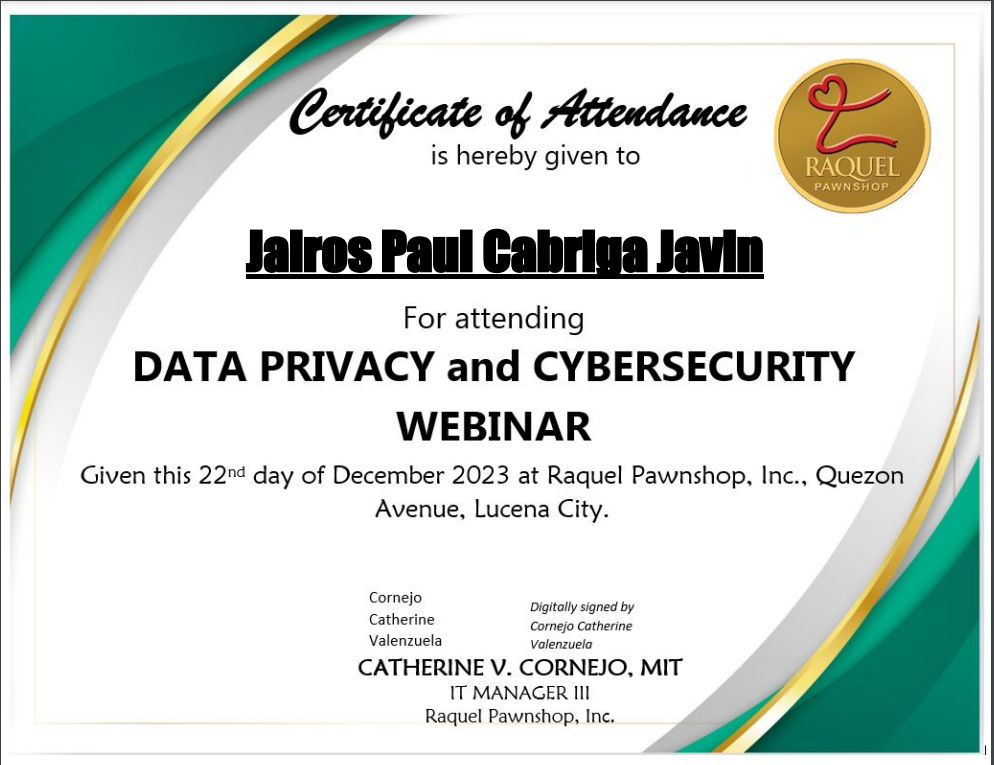 Certificate of Attendance
is hereby given to
RAQUEL
PAWNSHOP
Jairos Paul Cabriga Javin
For attending
DATA PRIVACY and CYBERSECURITY
WEBINAR
Given this 22nd day of December 2023 at Raquel Pawnshop, Inc., Quezon
Avenue, Lucena City.
Cornejo
Catherine
Valenzuela
Digitally signed by
Cornejo Catherine
Valenzuela
CATHERINE V. CORNEJO, MIT
IT MANAGER III
Raquel Pawnshop, Inc.